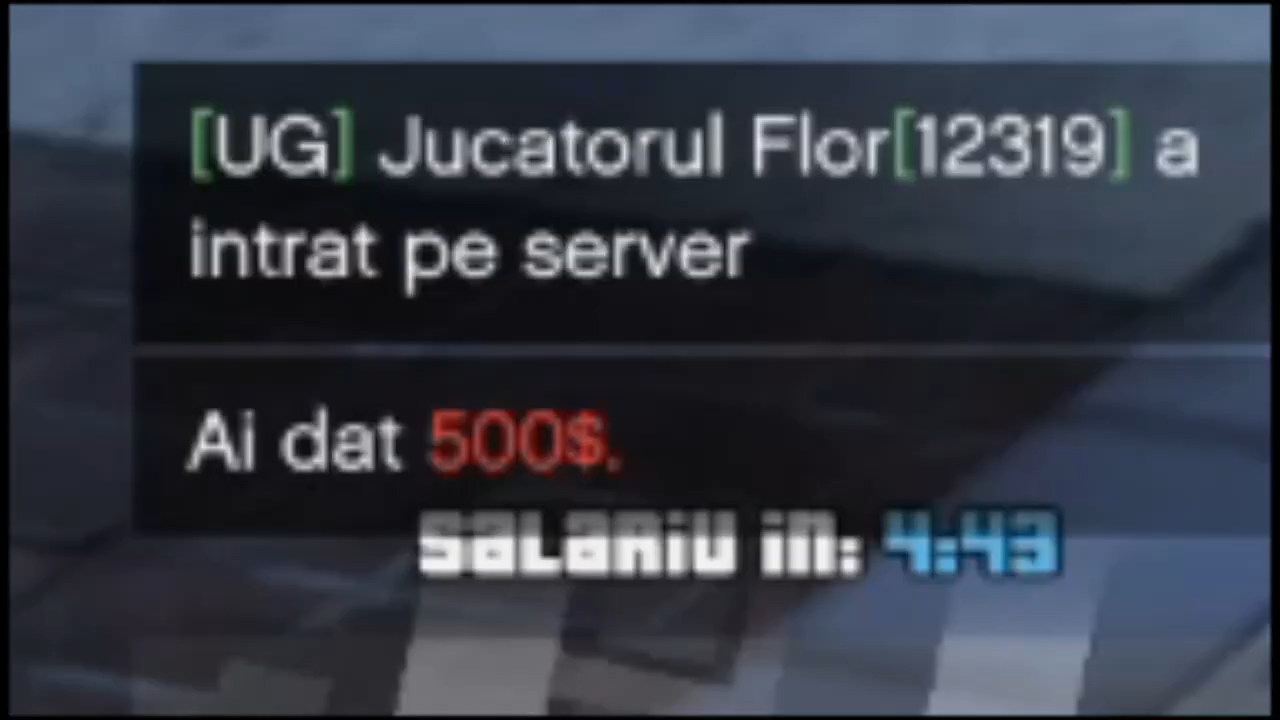 [UG] Jucatorul Flor[12319] a
intrat pe server
Ai dat 500$.
SALARIU IN: 4:43